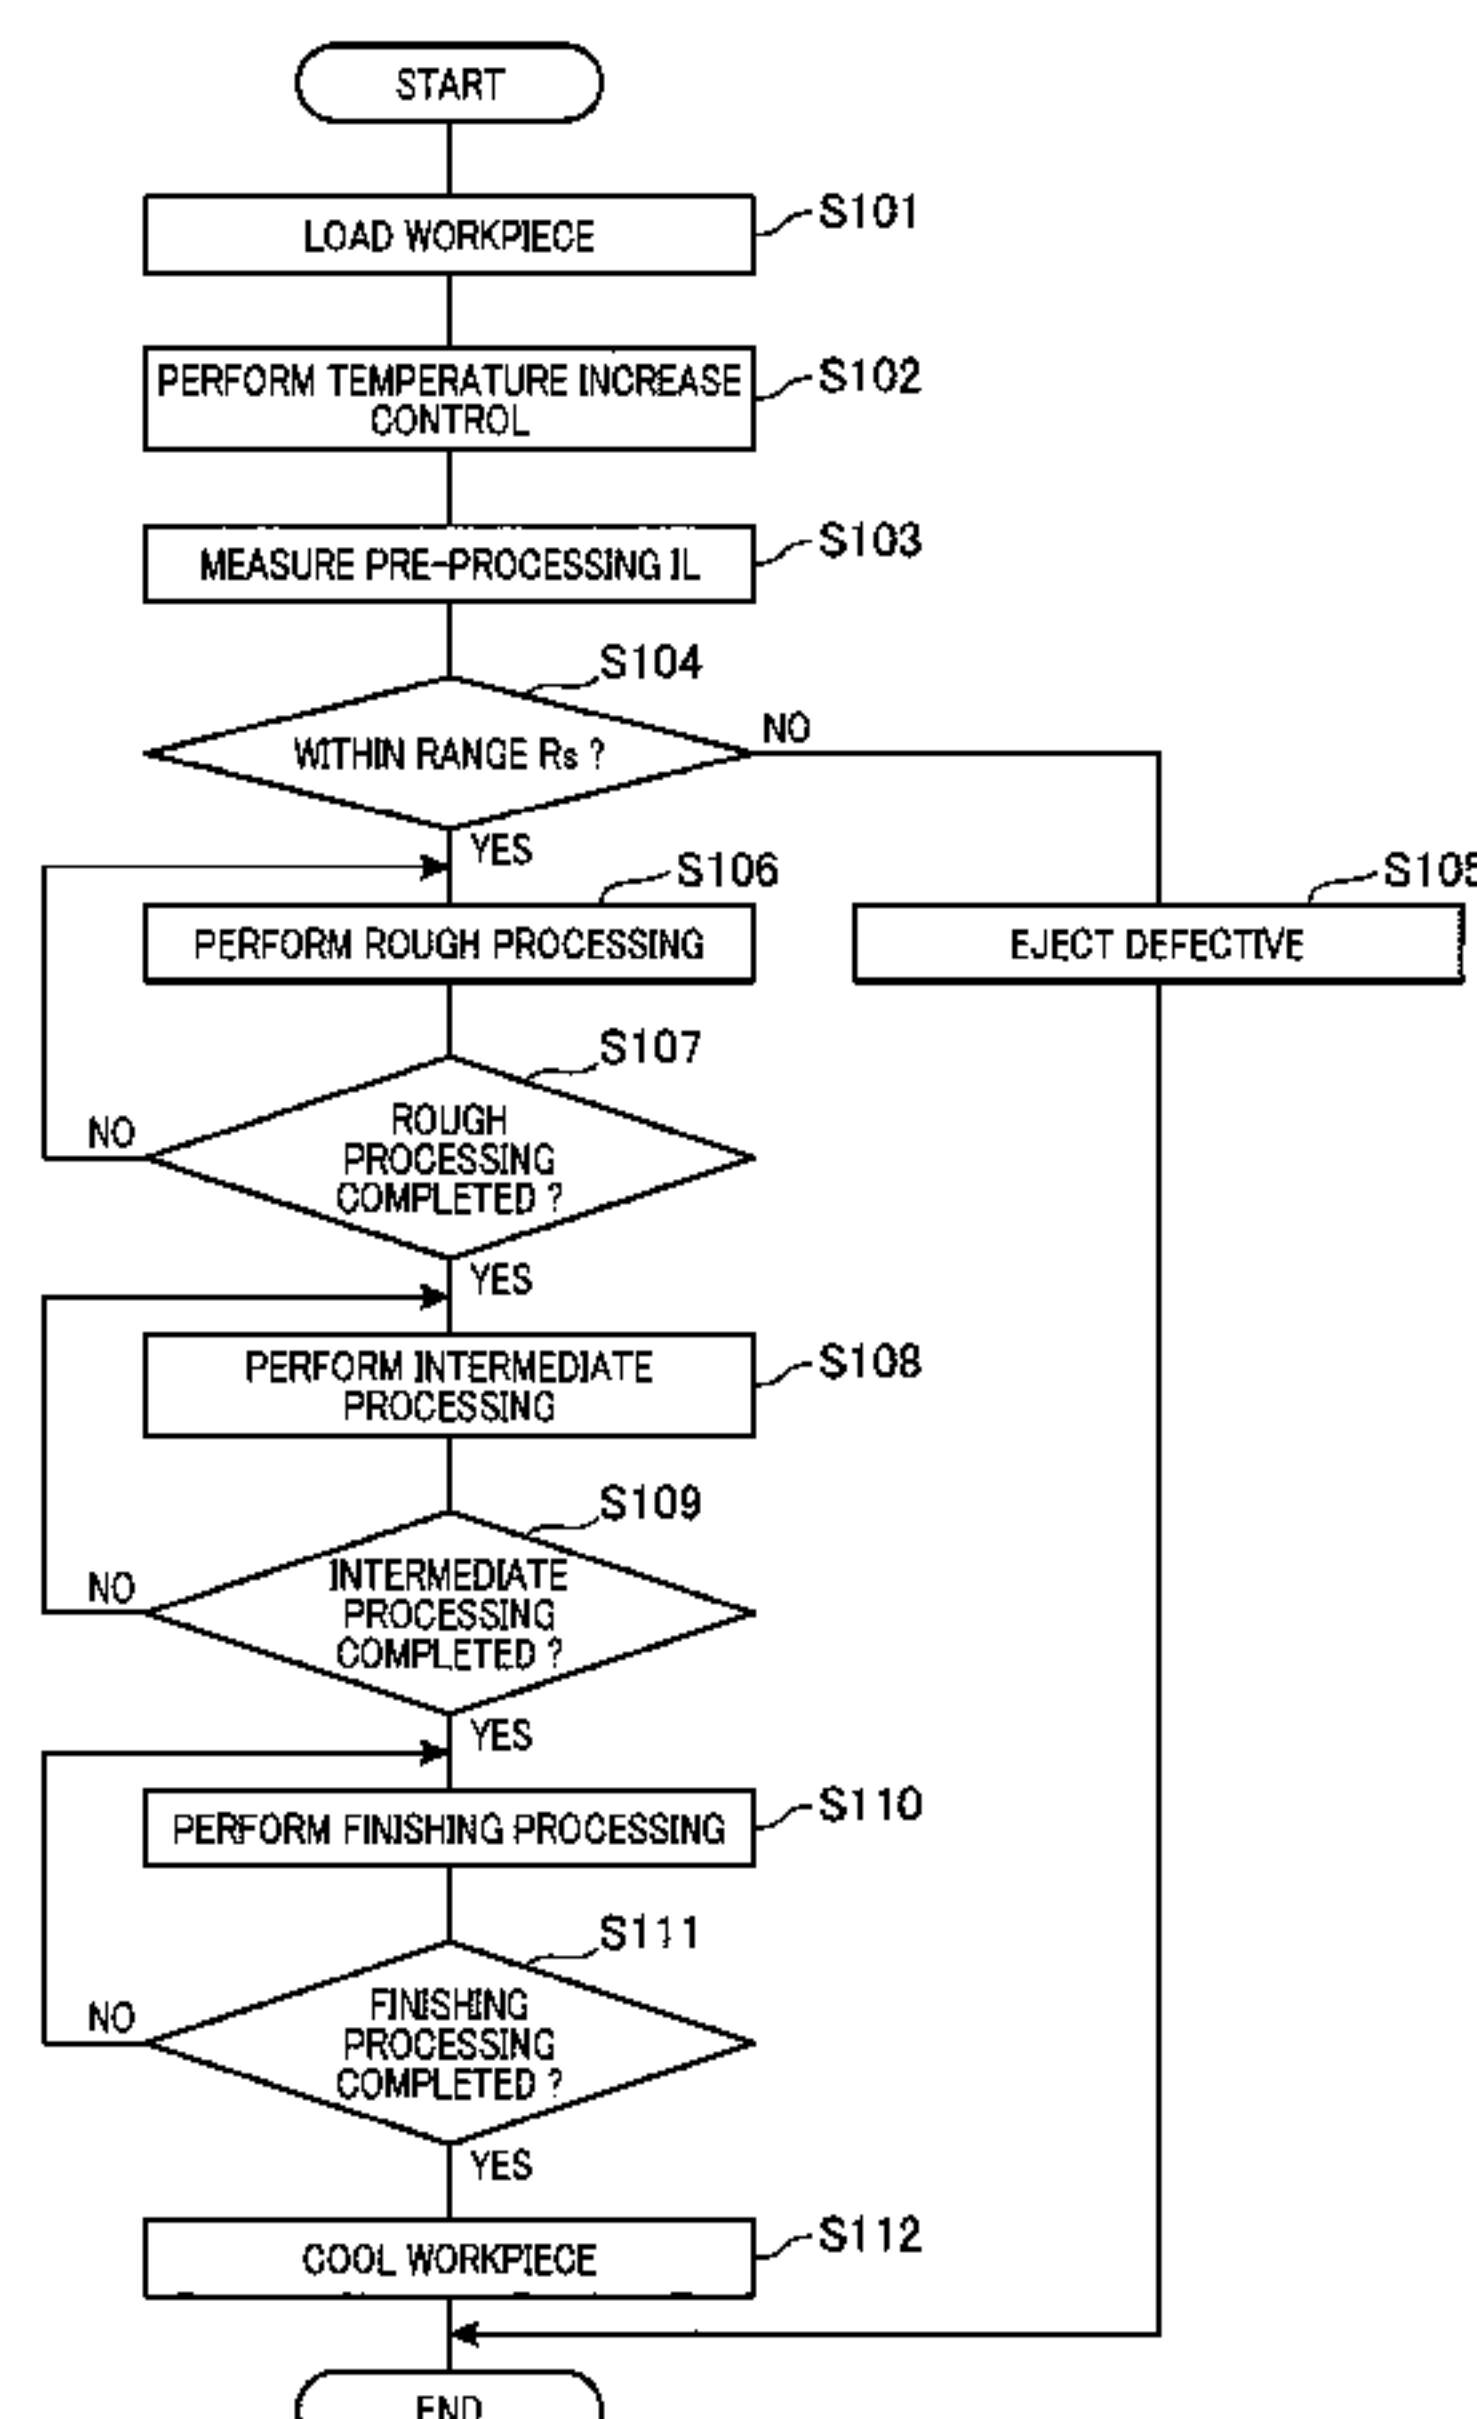 START
LOAD WORKPIECE
S101
PERFORM TEMPERATURE INCREASE
CONTROL
S102
MEASURE PRE-PROCESSING IL
S103
S104
WITHIN RANGE Rs ?
NO
YES
S106
PERFORM ROUGH PROCESSING
S105
EJECT DEFECTIVE
S107
ROUGH
PROCESSING
COMPLETED ?
NO
YES
PERFORM INTERMEDIATE
PROCESSING
S108
S109
INTERMEDIATE
PROCESSING
COMPLETED ?
NO
YES
PERFORM FINISHING PROCESSING
S110
S111
FINISHING
PROCESSING
COMPLETED ?
NO
YES
COOL WORKPIECE
S112
END